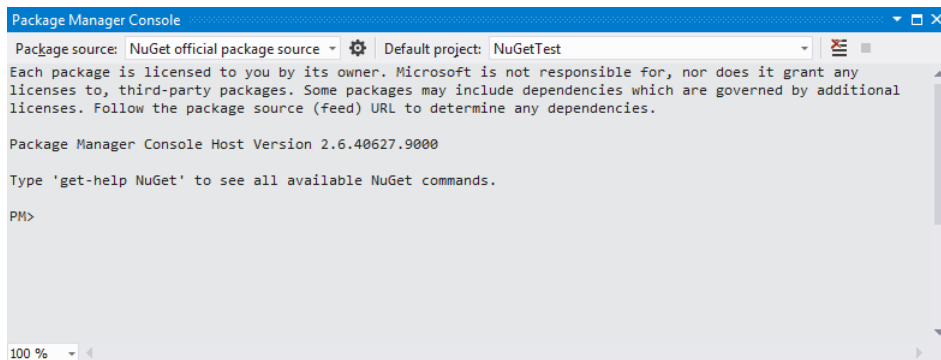 Package Manager Console
Package source: NuGet official package source Default project: NuGetTest
Each package is licensed to you by its owner. Microsoft is not responsible for, nor does it grant any
licenses to, third-party packages. Some packages may include dependencies which are governed by additional
licenses. Follow the package source (feed) URL to determine any dependencies.
Package Manager Console Host Version 2.6.40627.9000
Type 'get-help NuGet' to see all available NuGet commands.
PM>
100 %